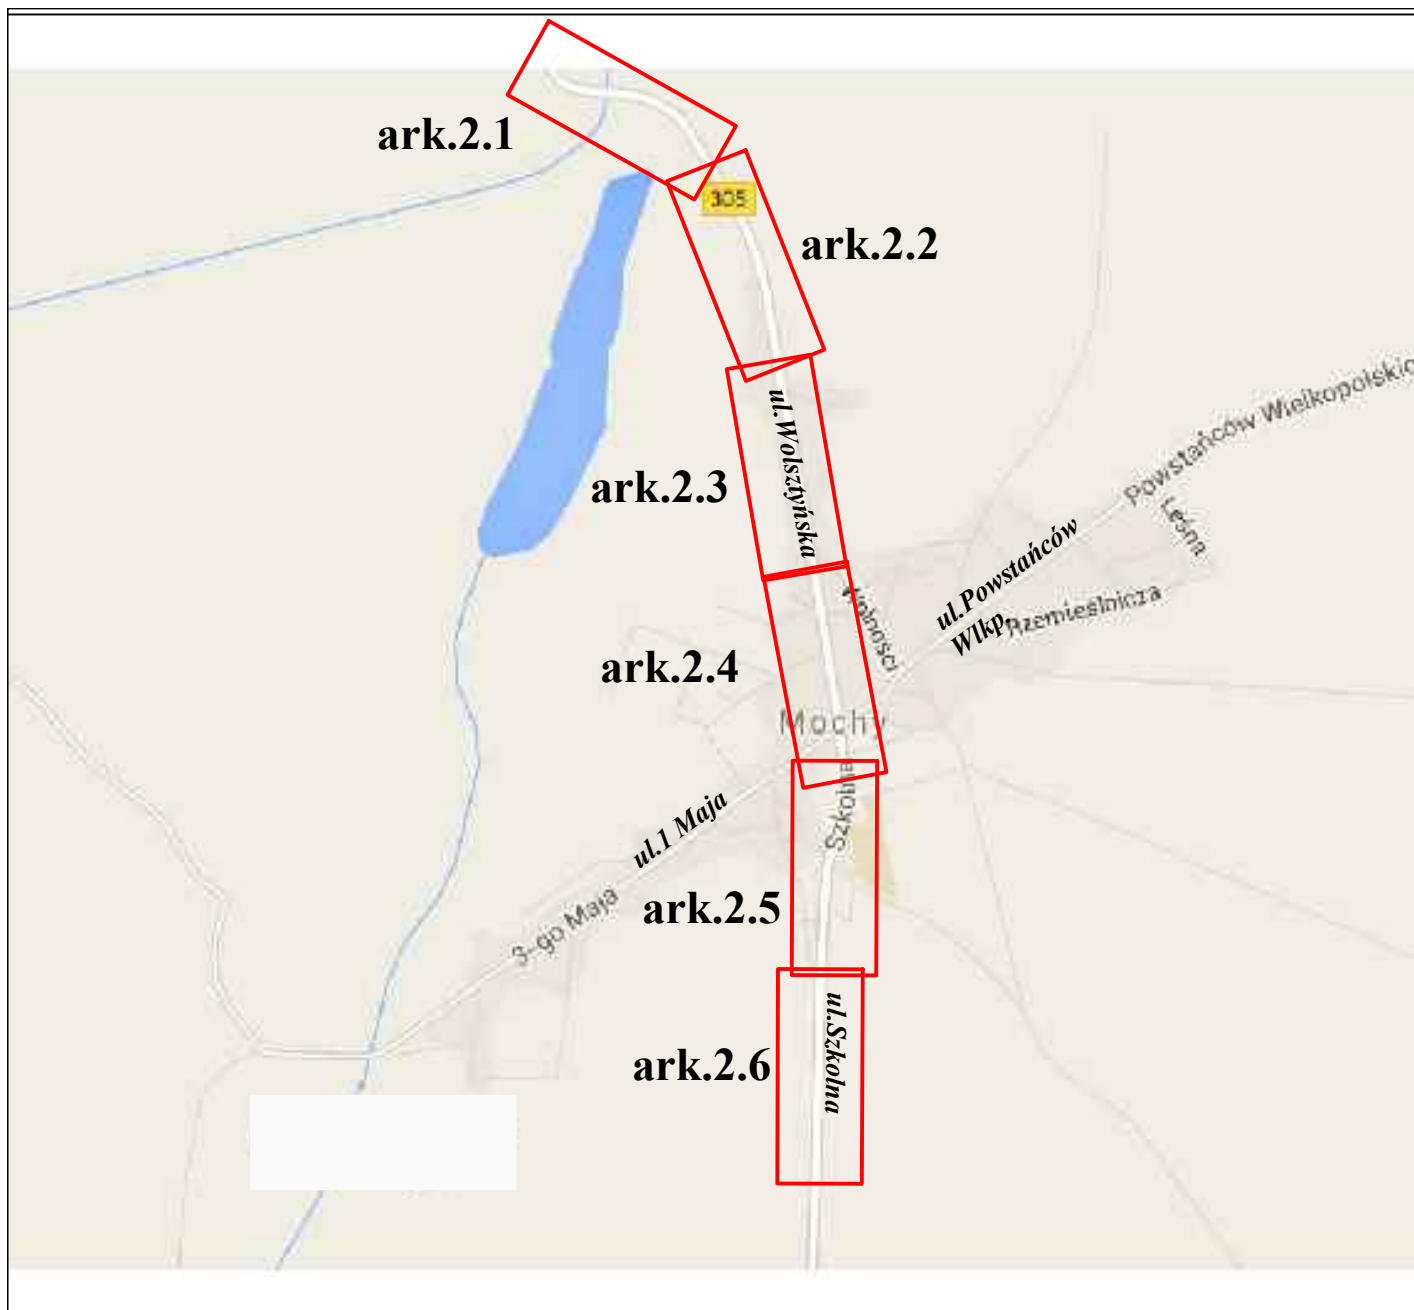 ark.2.1
305
ark.2.2
ul.Wolsztyńska
ark.2.3
Powstańców Wielkopolskic
Leśna
ul.Powstańców
Wlkp.
Rzemieślnicza
Wolności
ark.2.4
Mochy
Szkolna
ul.1 Maja
3-go Maja
ark.2.5
ul.Szkolna
ark.2.6